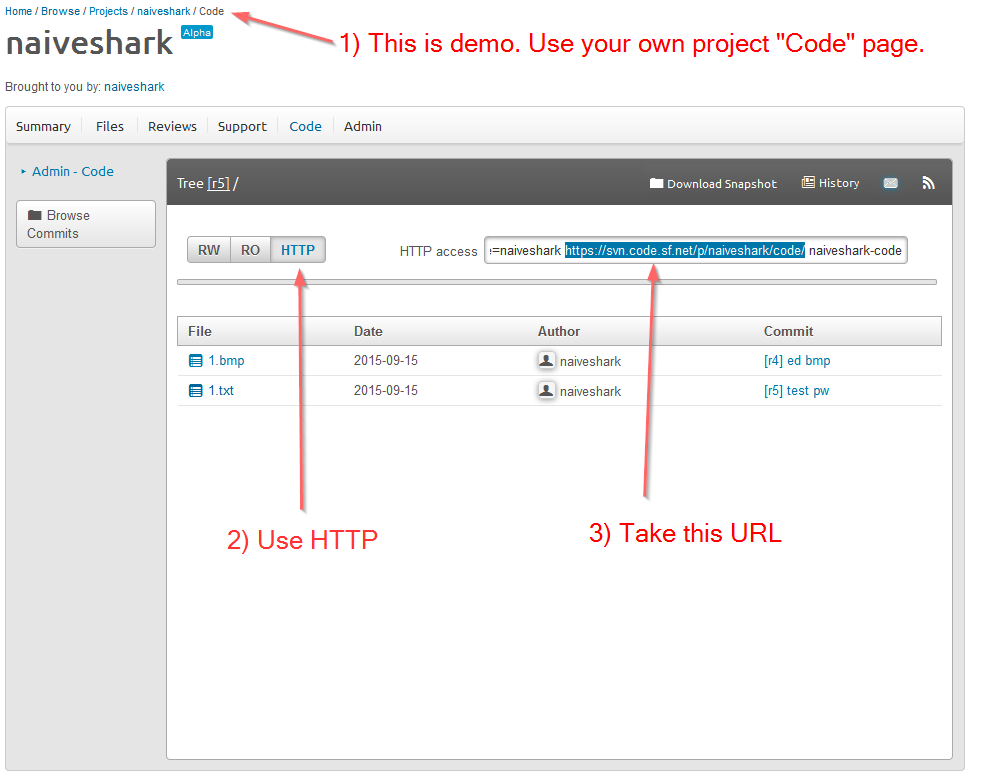 Home / Browse / Projects / naiveshark / Code
naiveshark Alpha
1) This is demo. Use your own project "Code" page.
Brought to you by: naiveshark
Summary Files Reviews Support Code Admin
Admin - Code
Browse
Commits
Tree [r5] /
Download Snapshot History
RW RO HTTP
HTTP access =naiveshark https://svn.code.sf.net/p/naiveshark/code/ naiveshark-code
File Date Author Commit
1.bmp 2015-09-15 naiveshark [r4] ed bmp
1.txt 2015-09-15 naiveshark [r5] test pw
2) Use HTTP
3) Take this URL